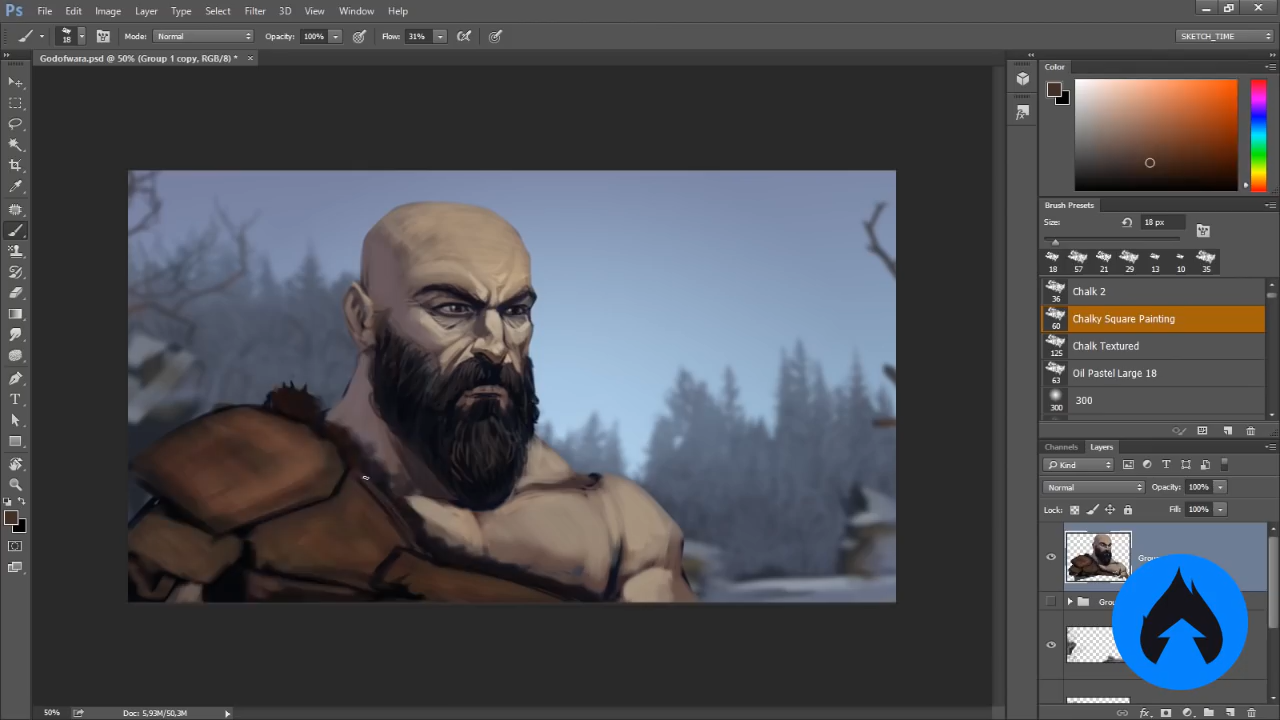 Ps File Edit Image Layer Type Select Filter 3D View Window Help
18 Mode: Normal Opacity: 100% Flow: 31% SKETCH_TIME
Godofwara.psd @ 50% (Group 1 copy, RGB/8) *
Color
Brush Presets
Size: 18 px
18 57 21 29 13 10 35
36 Chalk 2
60 Chalky Square Painting
125 Chalk Textured
63 Oil Pastel Large 18
300 300
Channels Layers
Kind
Normal Opacity: 100%
Lock: Fill: 100%
Grou
Grou
50% Doc: 5,93M/50,3M